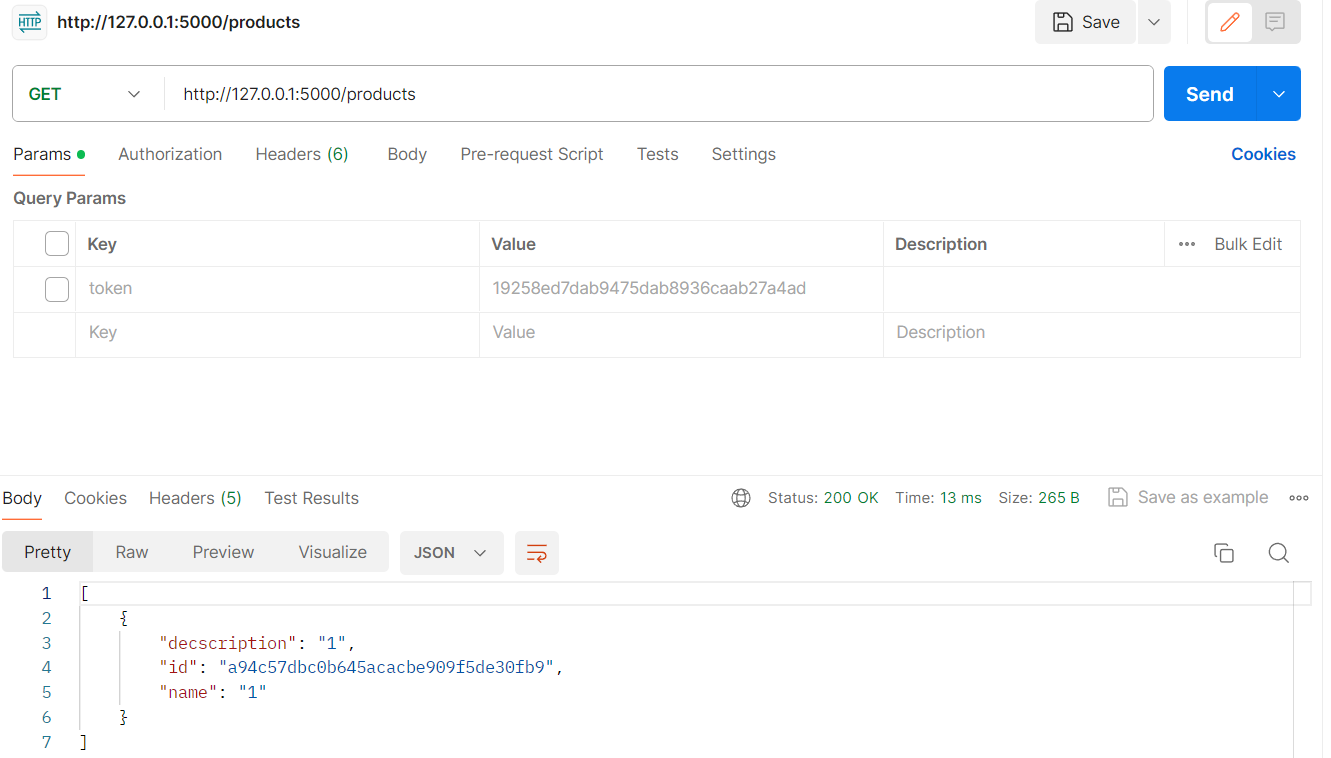 HTTP http://127.0.0.1:5000/products Save
GET http://127.0.0.1:5000/products Send
Params Authorization Headers (6) Body Pre-request Script Tests Settings Cookies
Query Params
Key Value Description Bulk Edit
token 19258ed7dab9475dab8936caab27a4ad
Key Value Description
Body Cookies Headers (5) Test Results Status: 200 OK Time: 13 ms Size: 265 B Save as example
Pretty Raw Preview Visualize JSON
1 [
2 {
3 "decscription": "1",
4 "id": "a94c57dbc0b645acacbe909f5de30fb9",
5 "name": "1"
6 }
7 ]